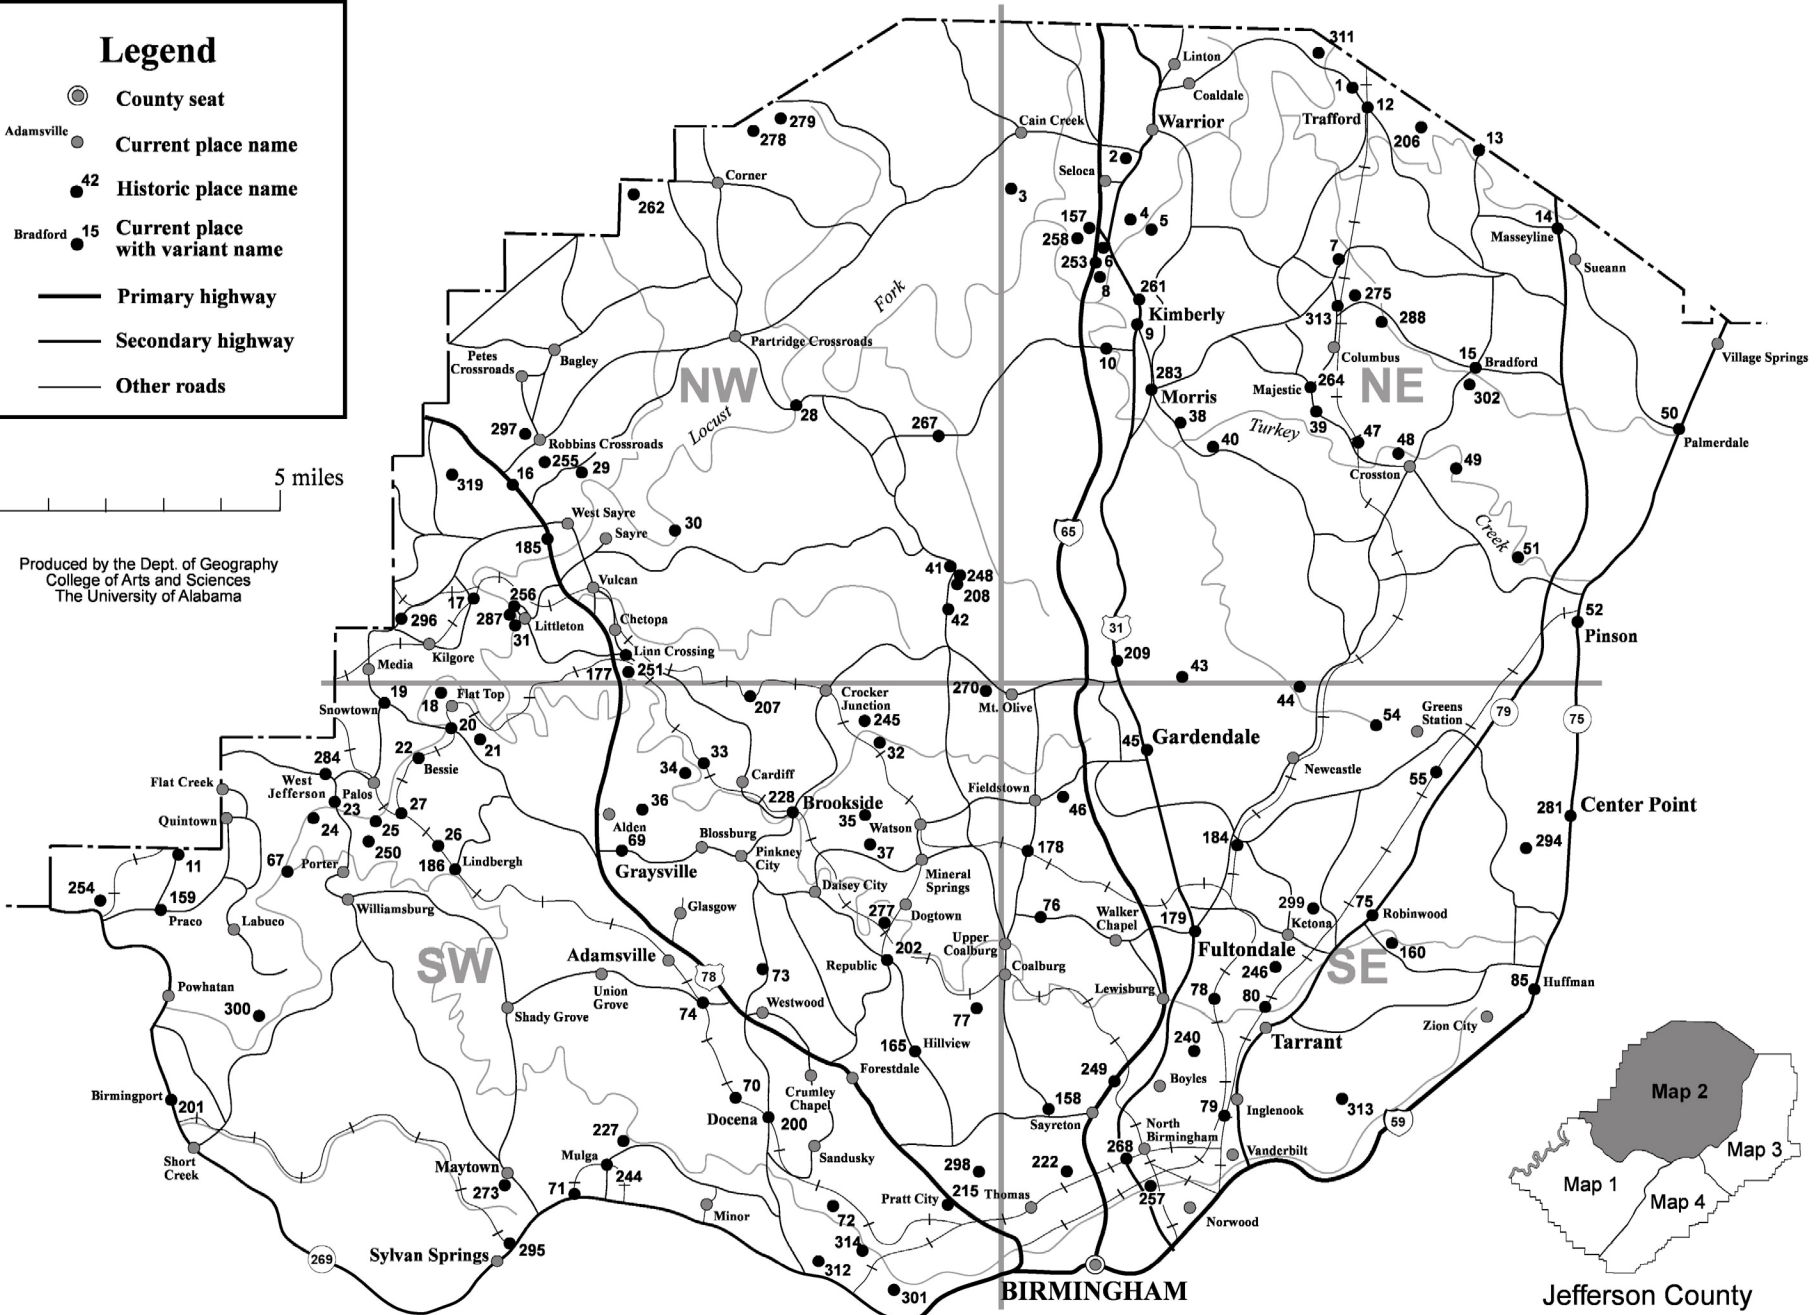 Legend
County seat
Adamsville
Current place name
42
Historic place name
Bradford
15
Current place
with variant name
Primary highway
Secondary highway
Other roads
5 miles
Produced by the Dept. of Geography
College of Arts and Sciences
The University of Alabama
311
Linton
Coaldale
1
12
Trafford
206
13
279
278
Cain Creek
Warrior
2
Seloca
Corner
262
3
157
4
5
258
6
253
8
14
Masseyline
Sueann
7
275
288
313
261
Kimberly
9
Fork
10
Petes
Crossroads
Bagley
Partridge Crossroads
NW
Columbus
15
Bradford
Village Springs
283
Morris
Majestic
264
NE
302
28
Locust
267
38
Turkey
39
40
47
48
Crosston
49
50
Palmerdale
297
Robbins Crossroads
255
29
16
319
West Sayre
30
Sayre
185
65
Creek
51
41
248
208
42
Vulcan
17
256
287
Littleton
31
296
Chetopa
Kilgore
Linn Crossing
177
251
31
52
Pinson
Media
209
43
19
Snowtown
18
Flat Top
20
21
207
Crocker
Junction
270
Mt. Olive
44
54
Greens
Station
79
75
245
32
45
Gardendale
22
Bessie
284
West
Jefferson
Palos
23
Flat Creek
33
34
Cardiff
Newcastle
55
Fieldstown
Quintown
24
25
27
36
228
Brookside
35
46
281
Center Point
Alden
Watson
250
26
69
Blossburg
37
184
294
11
67
Porter
186
Lindbergh
Graysville
Pinkney
City
178
Mineral
Springs
254
159
Praco
Williamsburg
Daisey City
Glasgow
277
Dogtown
76
Walker
Chapel
179
299
Ketona
75
Robinwood
Labuco
202
Upper
Coalburg
Fultondale
160
SW
Adamsville
Republic
246
SE
Coalburg
78
73
Powhatan
Union
Grove
Lewisburg
78
80
85
Huffman
300
Shady Grove
74
Westwood
77
Zion City
Tarrant
165
Hillview
240
Forestdale
249
Boyles
Birmingport
201
70
Crumley
Chapel
158
79
Inglenook
313
Docena
200
Sayreton
North
Birmingham
59
Map 2
227
Sandusky
268
Vanderbilt
Short
Creek
Mulga
Maytown
244
298
222
Map 3
273
71
215
Thomas
257
Map 1
Pratt City
Minor
72
Norwood
Map 4
269
Sylvan Springs
295
314
312
301
BIRMINGHAM
Jefferson County